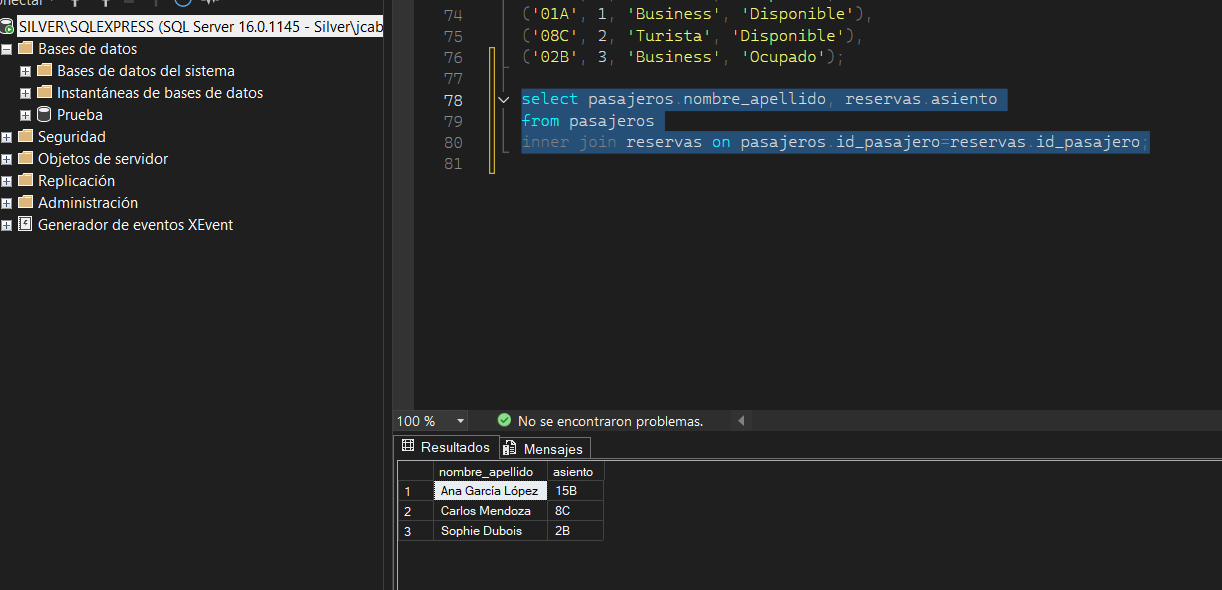 SILVER\SQLEXPRESS (SQL Server 16.0.1145 - Silver\jcab
Bases de datos
Bases de datos del sistema
Instantáneas de bases de datos
Prueba
Seguridad
Objetos de servidor
Replicación
Administración
Generador de eventos XEvent
74 ('01A', 1, 'Business', 'Disponible'),
75 ('08C', 2, 'Turista', 'Disponible'),
76 ('02B', 3, 'Business', 'Ocupado');
77
78 select pasajeros.nombre_apellido, reservas.asiento
79 from pasajeros
80 inner join reservas on pasajeros.id_pasajero=reservas.id_pasajero;
81
100 % No se encontraron problemas.
Resultados Mensajes
nombre_apellido asiento
1 Ana García López 15B
2 Carlos Mendoza 8C
3 Sophie Dubois 2B